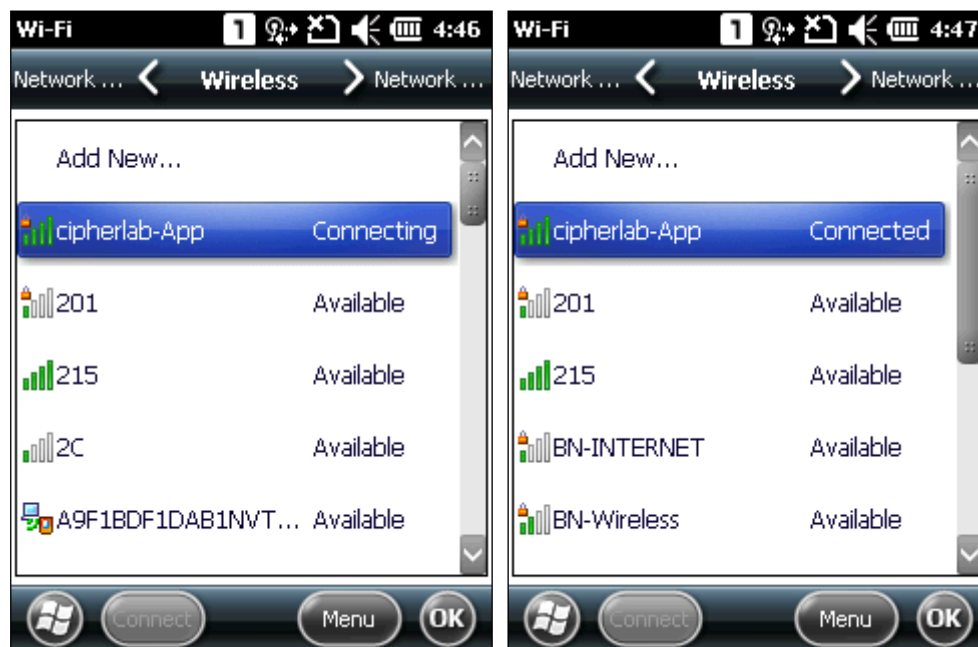 Wi-Fi 1 4:46
Network ... Wireless Network ...
Add New...
cipherlab-App Connecting
201 Available
215 Available
2C Available
A9F1BDF1DAB1NVT... Available
Connect Menu OK
Wi-Fi 1 4:47
Network ... Wireless Network ...
Add New...
cipherlab-App Connected
201 Available
215 Available
BN-INTERNET Available
BN-Wireless Available
Connect Menu OK